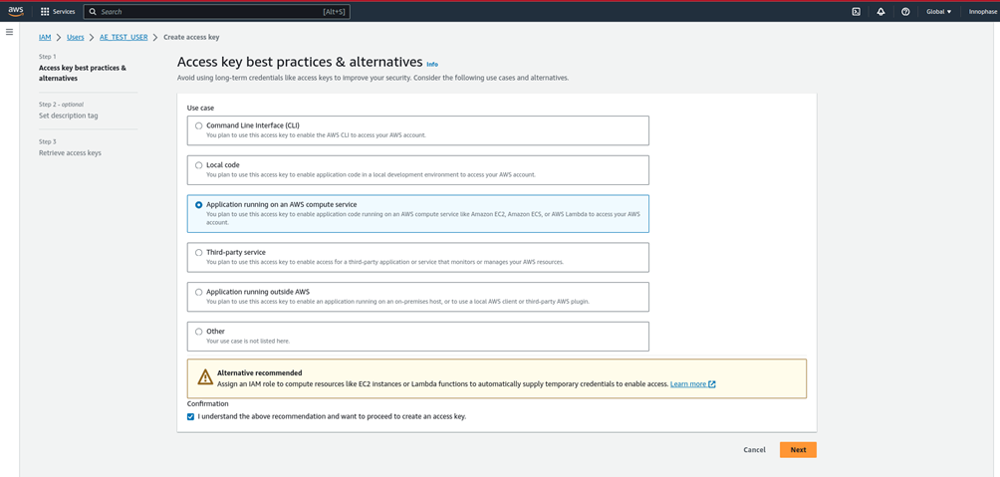 aws
Services
Search
[Alt+S]
Global
Innophase
IAM
Users
AE_TEST_USER
Create access key
Step 1
Access key best practices &
alternatives
Step 2 - optional
Set description tag
Step 3
Retrieve access keys
Access key best practices & alternatives Info
Avoid using long-term credentials like access keys to improve your security. Consider the following use cases and alternatives.
Use case
Command Line Interface (CLI)
You plan to use this access key to enable the AWS CLI to access your AWS account.
Local code
You plan to use this access key to enable application code in a local development environment to access your AWS account.
Application running on an AWS compute service
You plan to use this access key to enable application code running on an AWS compute service like Amazon EC2, Amazon ECS, or AWS Lambda to access your AWS
account.
Third-party service
You plan to use this access key to enable access for a third-party application or service that monitors or manages your AWS resources.
Application running outside AWS
You plan to use this access key to enable an application running on an on-premises host, or to use a local AWS client or third-party AWS plugin.
Other
Your use case is not listed here.
Alternative recommended
Assign an IAM role to compute resources like EC2 instances or Lambda functions to automatically supply temporary credentials to enable access. Learn more
Confirmation
I understand the above recommendation and want to proceed to create an access key.
Cancel
Next